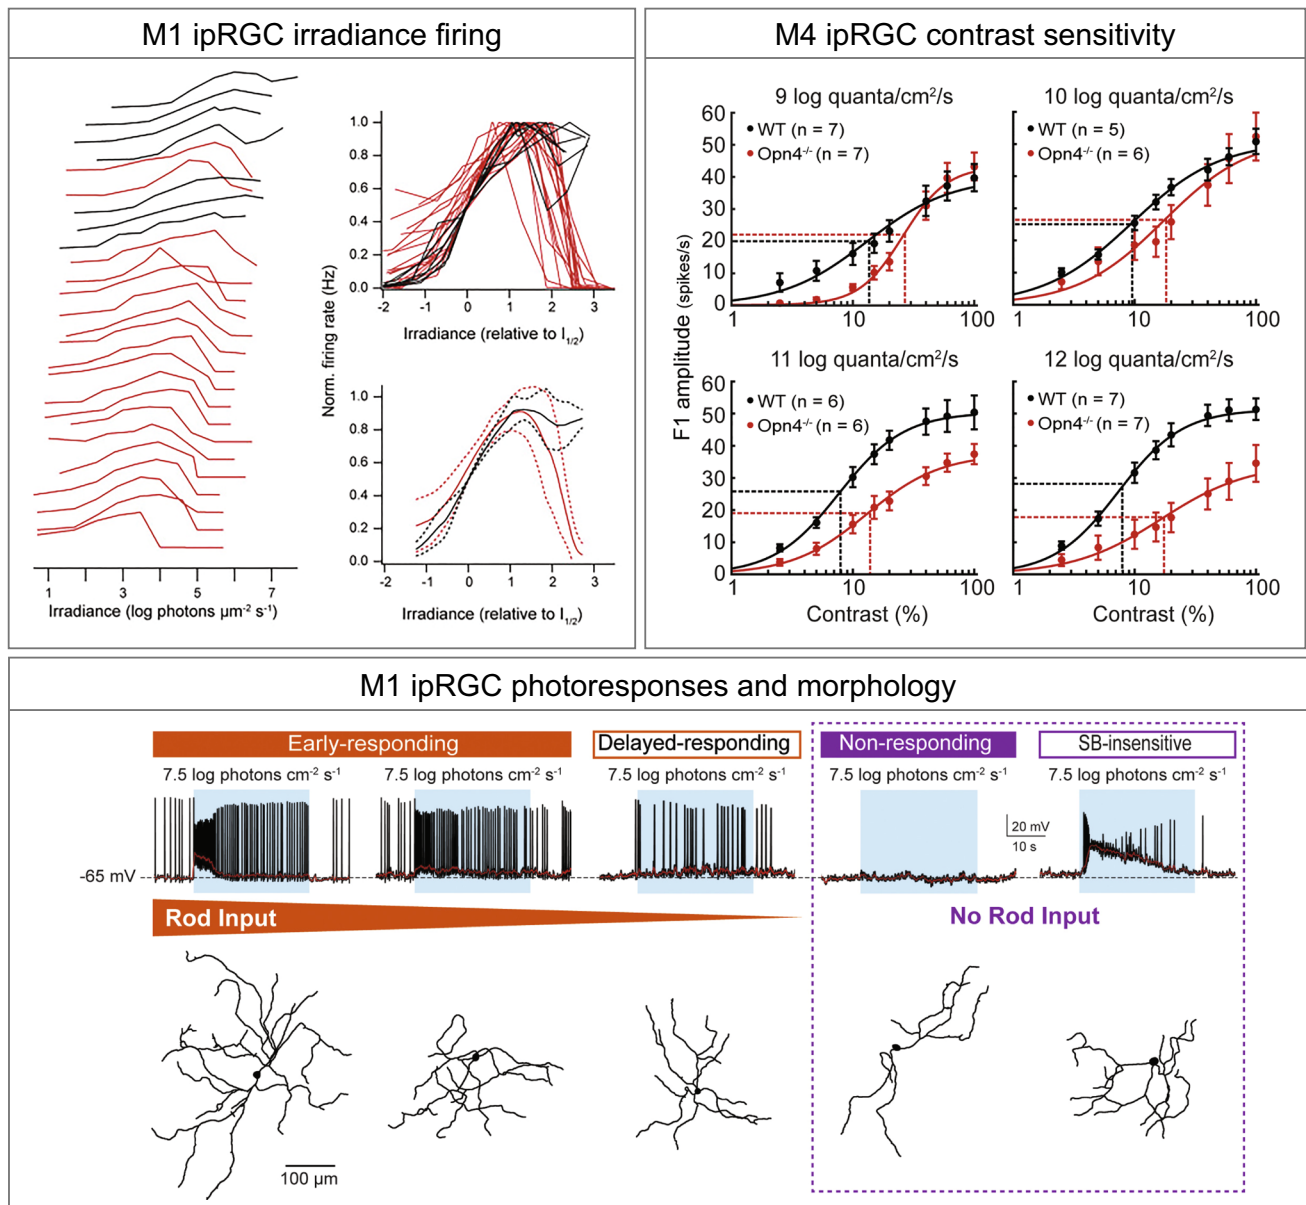 M1 ipRGC irradiance firing
1 3 5 7
Irradiance (log photons µm⁻² s⁻¹)
Norm. firing rate (Hz)
1.0
0.8
0.6
0.4
0.2
0.0
-2 -1 0 1 2 3
Irradiance (relative to I₁/₂)
1.0
0.8
0.6
0.4
0.2
0.0
-1 0 1 2 3
Irradiance (relative to I₁/₂)
M4 ipRGC contrast sensitivity
F1 amplitude (spikes/s)
9 log quanta/cm²/s
WT (n = 7)
Opn4⁻/⁻ (n = 7)
60
50
40
30
20
10
0
1 10 100
10 log quanta/cm²/s
WT (n = 5)
Opn4⁻/⁻ (n = 6)
1 10 100
11 log quanta/cm²/s
WT (n = 6)
Opn4⁻/⁻ (n = 6)
60
50
40
30
20
10
0
1 10 100
Contrast (%)
12 log quanta/cm²/s
WT (n = 7)
Opn4⁻/⁻ (n = 7)
1 10 100
Contrast (%)
M1 ipRGC photoresponses and morphology
Early-responding
Delayed-responding
Non-responding
SB-insensitive
7.5 log photons cm⁻² s⁻¹
7.5 log photons cm⁻² s⁻¹
7.5 log photons cm⁻² s⁻¹
7.5 log photons cm⁻² s⁻¹
7.5 log photons cm⁻² s⁻¹
20 mV
10 s
-65 mV
Rod Input
No Rod Input
100 µm